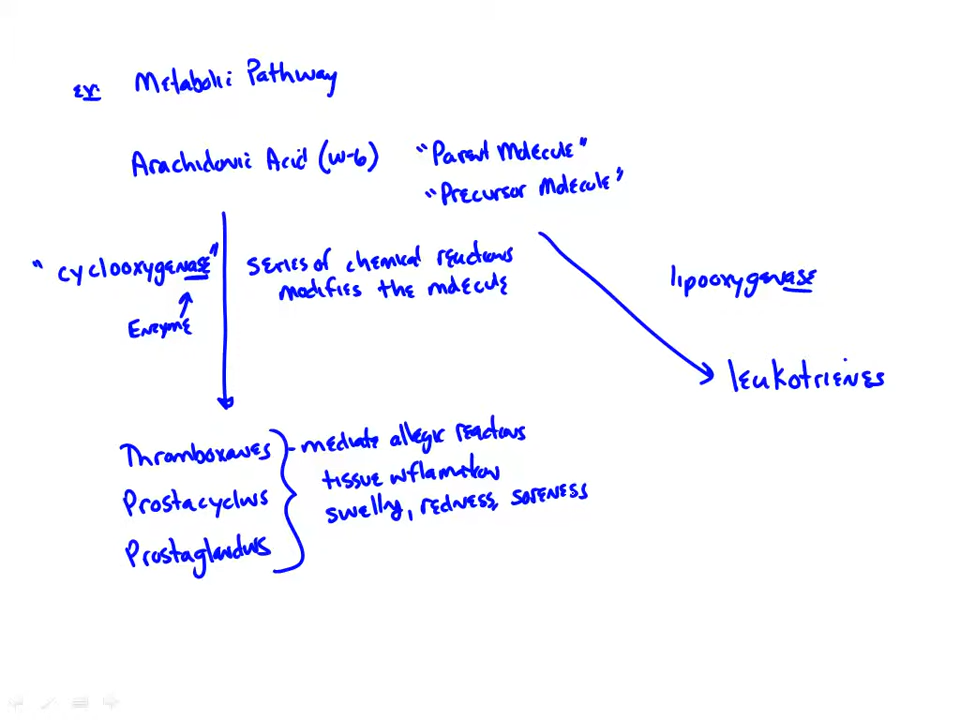 ex: Metabolic Pathway
Arachidonic Acid (w-6) "Parent Molecule"
"Precursor Molecule"
"cyclooxygenase"
Enzyme
series of chemical reactions
modifies the molecule
lipooxygenase
leukotrienes
Thromboxanes
Prostacyclins
Prostaglandins
- mediate allergic reactions
tissue inflamation
swelling, redness, soreness